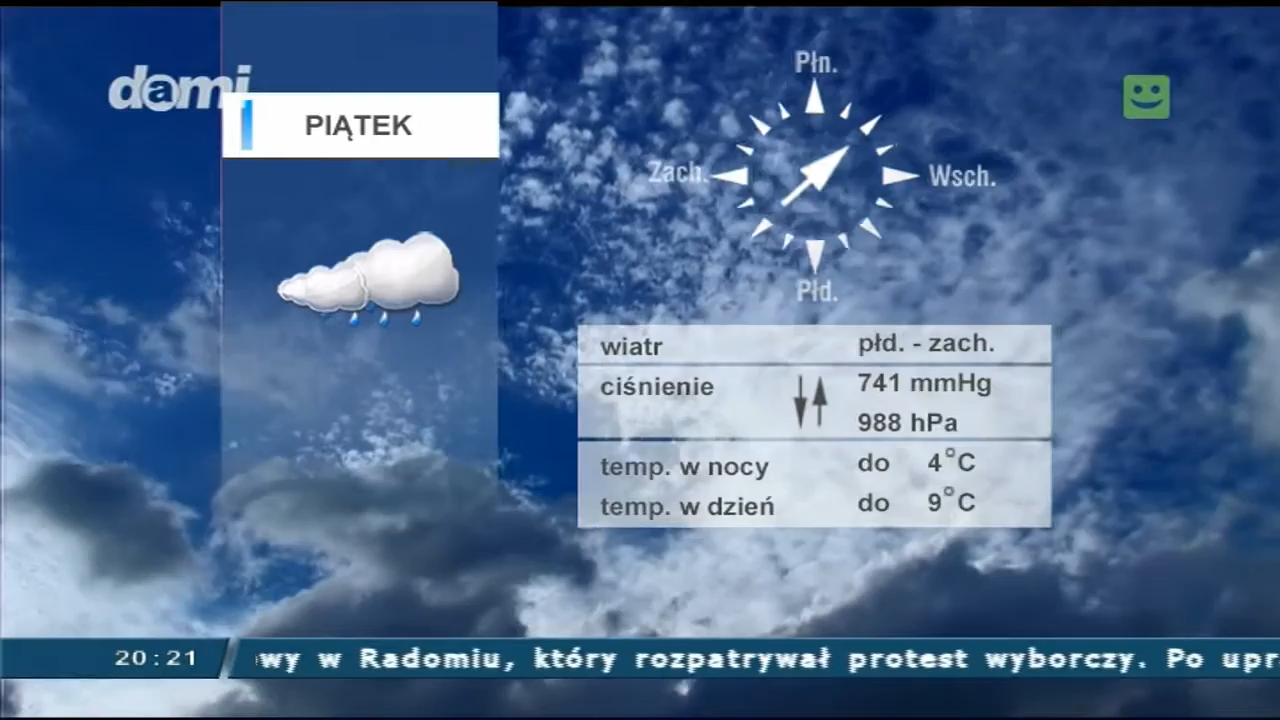 dami
PIĄTEK
Płn.
Zach.
Wsch.
Płd.
wiatr płd. - zach.
ciśnienie 741 mmHg
988 hPa
temp. w nocy do 4°C
temp. w dzień do 9°C
20:21 wy w Radomiu, który rozpatrywał protest wyborczy. Po upr